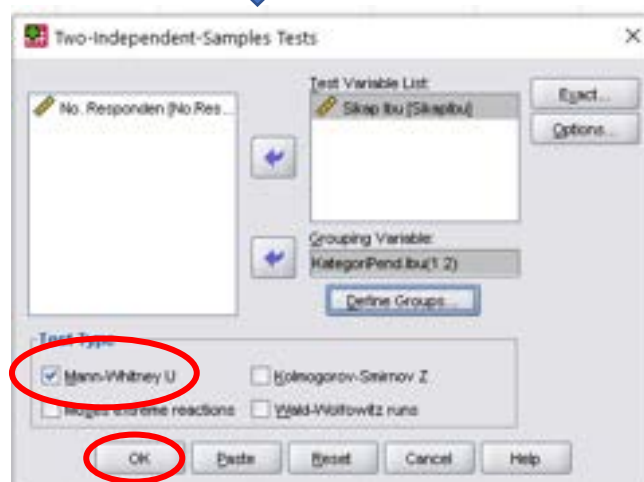 Two-Independent-Samples Tests
Test Variable List:
No. Responden [No.Res...
Sikap Ibu [SikapIbu]
Exact...
Options...
Grouping Variable:
KategoriPend.Ibu(1 2)
Define Groups...
Test Type
Mann-Whitney U
Kolmogorov-Smirnov Z
Moses extreme reactions
Wald-Wolfowitz runs
OK
Paste
Reset
Cancel
Help